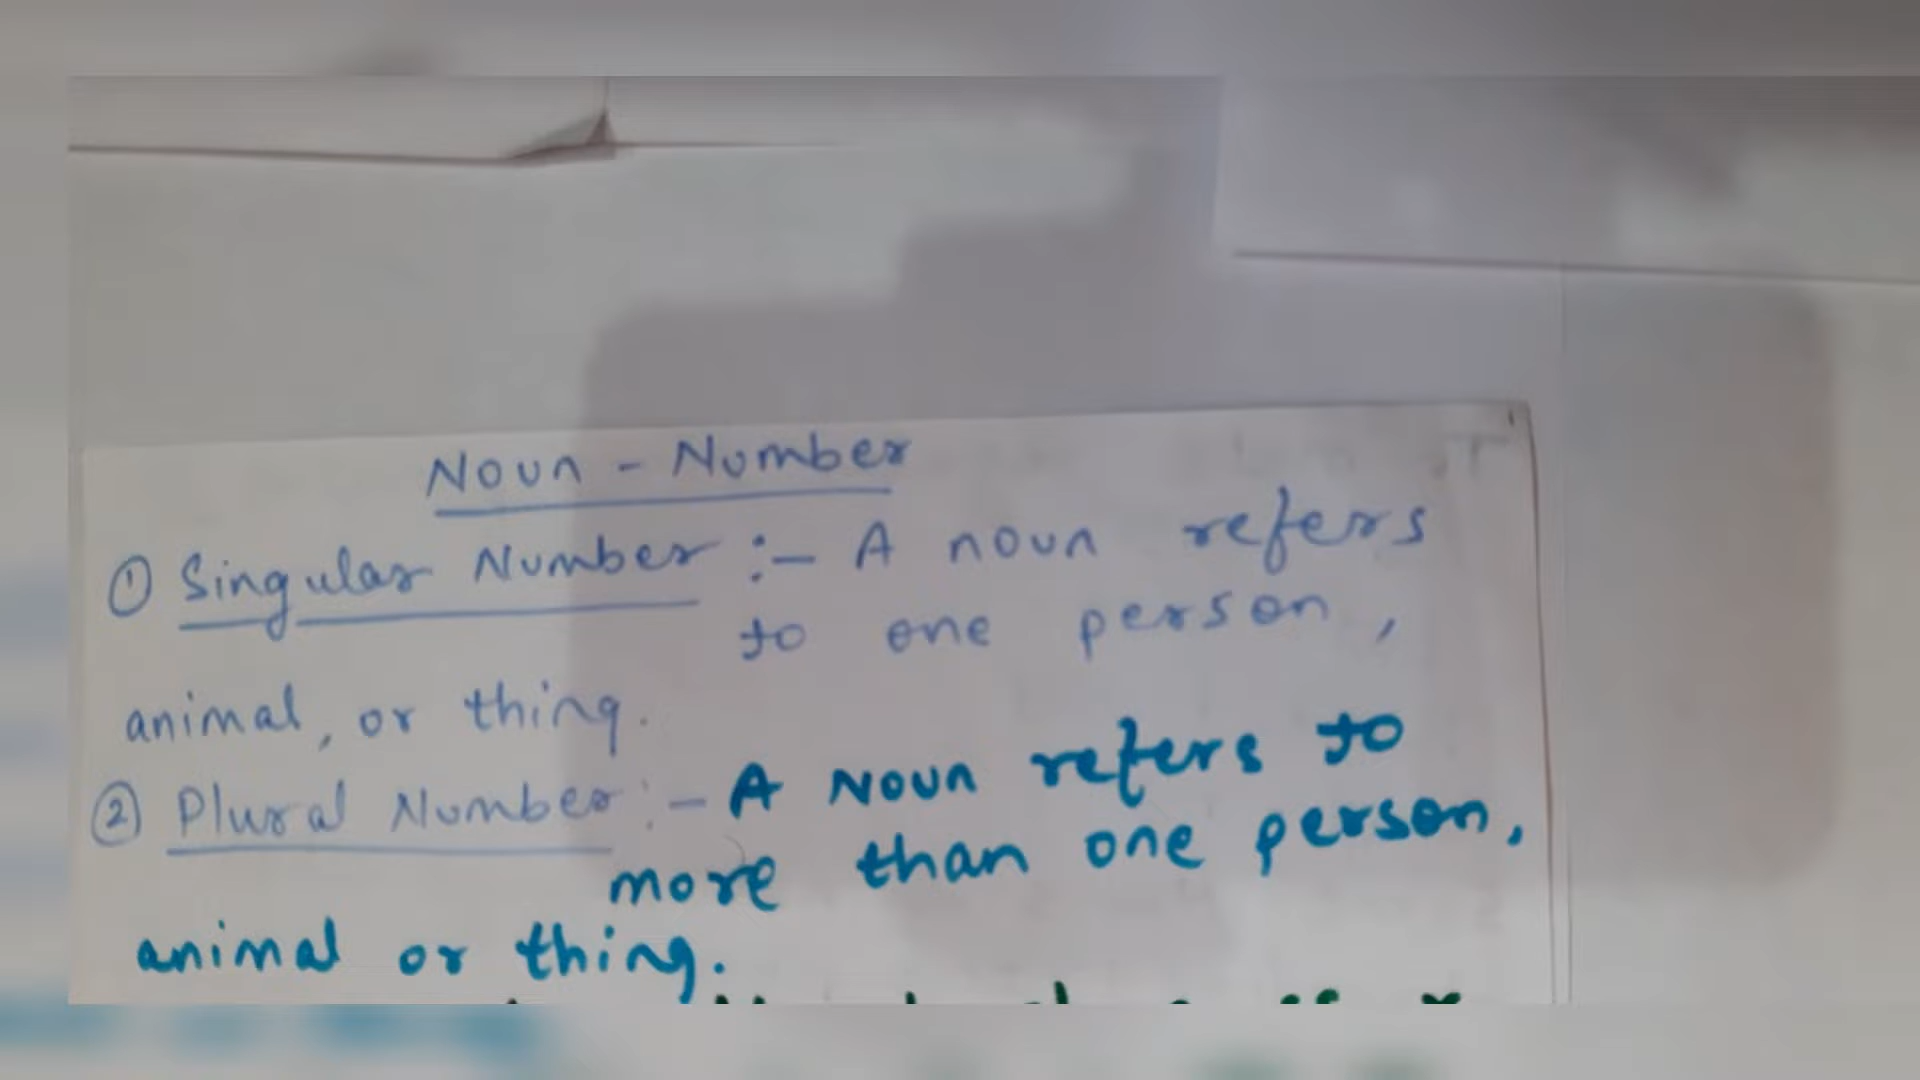 Noun - Number
① Singular Number :- A noun refers
to one person,
animal, or thing.
② Plural Number :- A Noun refers to
more than one person,
animal or thing.